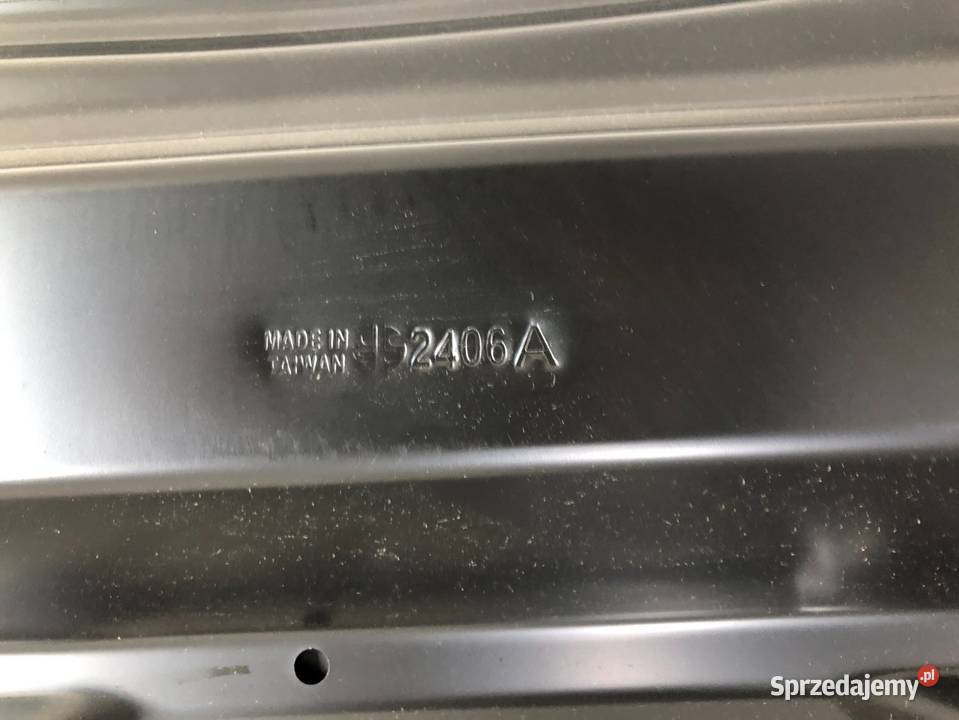 MADE IN
TAIWAN
2406A
Sprzedajemy.pl